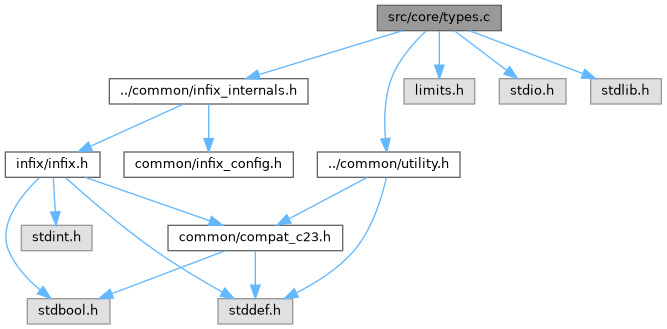 src/core/types.c
../common/infix_internals.h
limits.h
stdio.h
stdlib.h
infix/infix.h
common/infix_config.h
../common/utility.h
stdint.h
common/compat_c23.h
stdbool.h
stddef.h